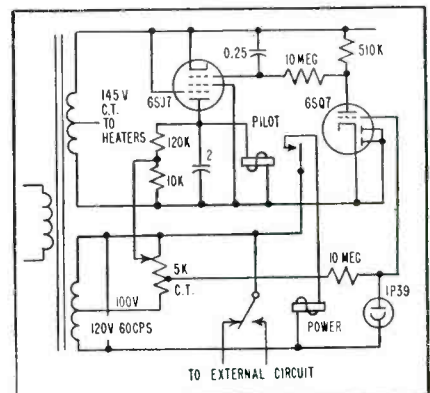 0.25
10 MEG
510K
6SJ7
6SQ7
145 V
C.T.
TO
HEATERS
PILOT
120K
2
10K
5K
C.T.
10 MEG
1P39
100V
120V 60CPS
POWER
TO EXTERNAL CIRCUIT